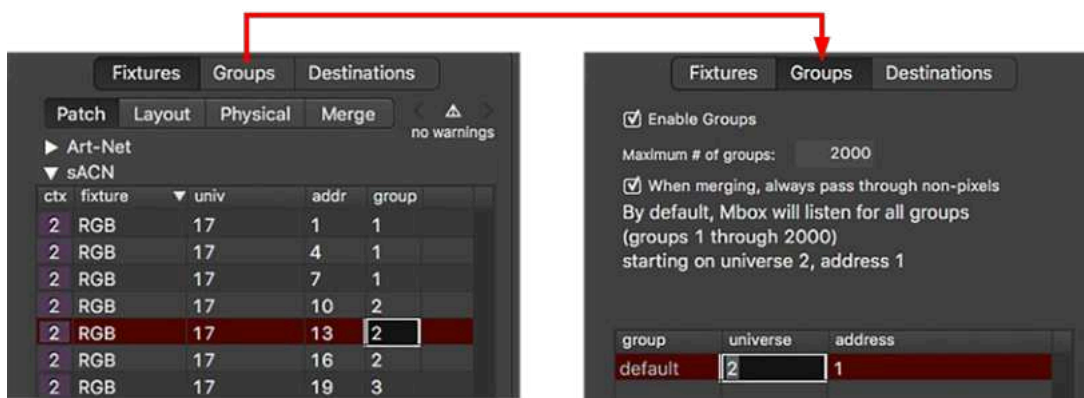 Fixtures Groups Destinations
Patch Layout Physical Merge
no warnings
Art-Net
sACN
ctx fixture univ addr group
2 RGB 17 1 1
2 RGB 17 4 1
2 RGB 17 7 1
2 RGB 17 10 2
2 RGB 17 13 2
2 RGB 17 16 2
2 RGB 17 19 3
Fixtures Groups Destinations
Enable Groups
Maximum # of groups: 2000
When merging, always pass through non-pixels
By default, Mbox will listen for all groups
(groups 1 through 2000)
starting on universe 2, address 1
group universe address
default 2 1